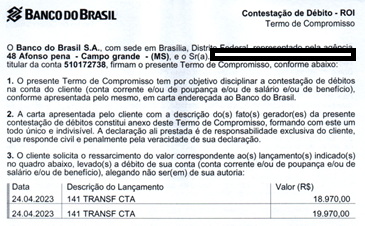 BANCO DO BRASIL
Contestação de Débito - ROI
Termo de Compromisso
O Banco do Brasil S.A., com sede em Brasília, Distrito Federal, representado pela agência
48 Afonso pena - Campo grande - (MS), e o Sr(a).
titular 510172738, firmam o presente Termo de Compromisso, conforme abaixo:
1. O presente Termo de Compromisso tem por objetivo disciplinar a contestação de débitos
na conta do cliente (conta corrente e/ou de poupança e/ou de salário e/ou de benefício),
conforme apresentada pelo mesmo, em carta endereçada ao Banco do Brasil.
2. A carta apresentada pelo cliente com a descrição do(s) fato(s) gerador(es) da presente
contestação de débitos constitui anexo deste Termo de Compromisso, formando com este um
todo único e indivisível. A declaração ali prestada é de responsabilidade exclusiva do cliente,
que responde civil e penalmente pela veracidade de sua declaração.
3. O cliente solicita o ressarcimento do valor correspondente ao(s) lançamento(s) indicado(s)
no quadro abaixo, levado(s) a débito de sua conta (conta corrente e/ou de poupança e/ou de
salário e/ou de benefício), alegando não ser(em) de sua autoria:
Data Descrição do Lançamento Valor (R$)
24.04.2023 141 TRANSF CTA 18.970,00
24.04.2023 141 TRANSF CTA 19.970,00